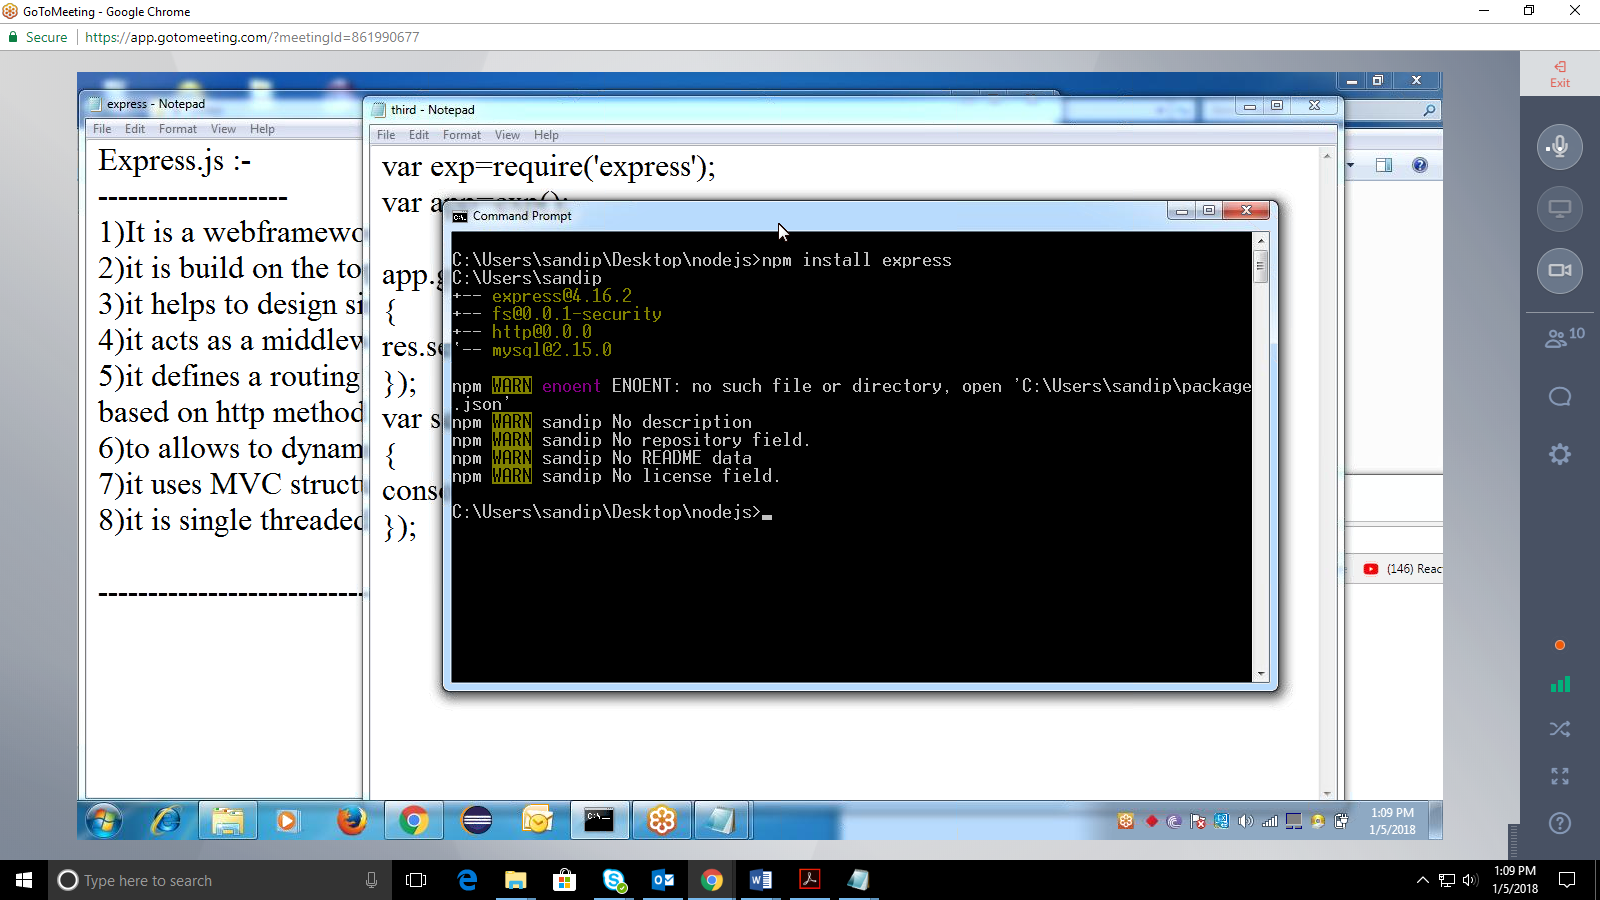 GoToMeeting - Google Chrome
Secure
https://app.gotomeeting.com/?meetingId=861990677
Exit
10
express - Notepad
File Edit Format View Help
Express.js :-
-------------------
1)It is a webframewo
2)it is build on the to
3)it helps to design si
4)it acts as a middlew
5)it defines a routing
based on http method
6)to allows to dynam
7)it uses MVC struct
8)it is single threaded
---------------------------
third - Notepad
File Edit Format View Help
var exp=require('express');
var app=exp();
app.g
{
res.se
});
var s
{
conso
});
Command Prompt
C:\Users\sandip\Desktop\nodejs>npm install express
C:\Users\sandip
+-- express@4.16.2
+-- fs@0.0.1-security
+-- http@0.0.0
`-- mysql@2.15.0
npm WARN enoent ENOENT: no such file or directory, open 'C:\Users\sandip\package
.json'
npm WARN sandip No description
npm WARN sandip No repository field.
npm WARN sandip No README data
npm WARN sandip No license field.
C:\Users\sandip\Desktop\nodejs>_
(146) Reac
1:09 PM
1/5/2018
Type here to search
1:09 PM
1/5/2018